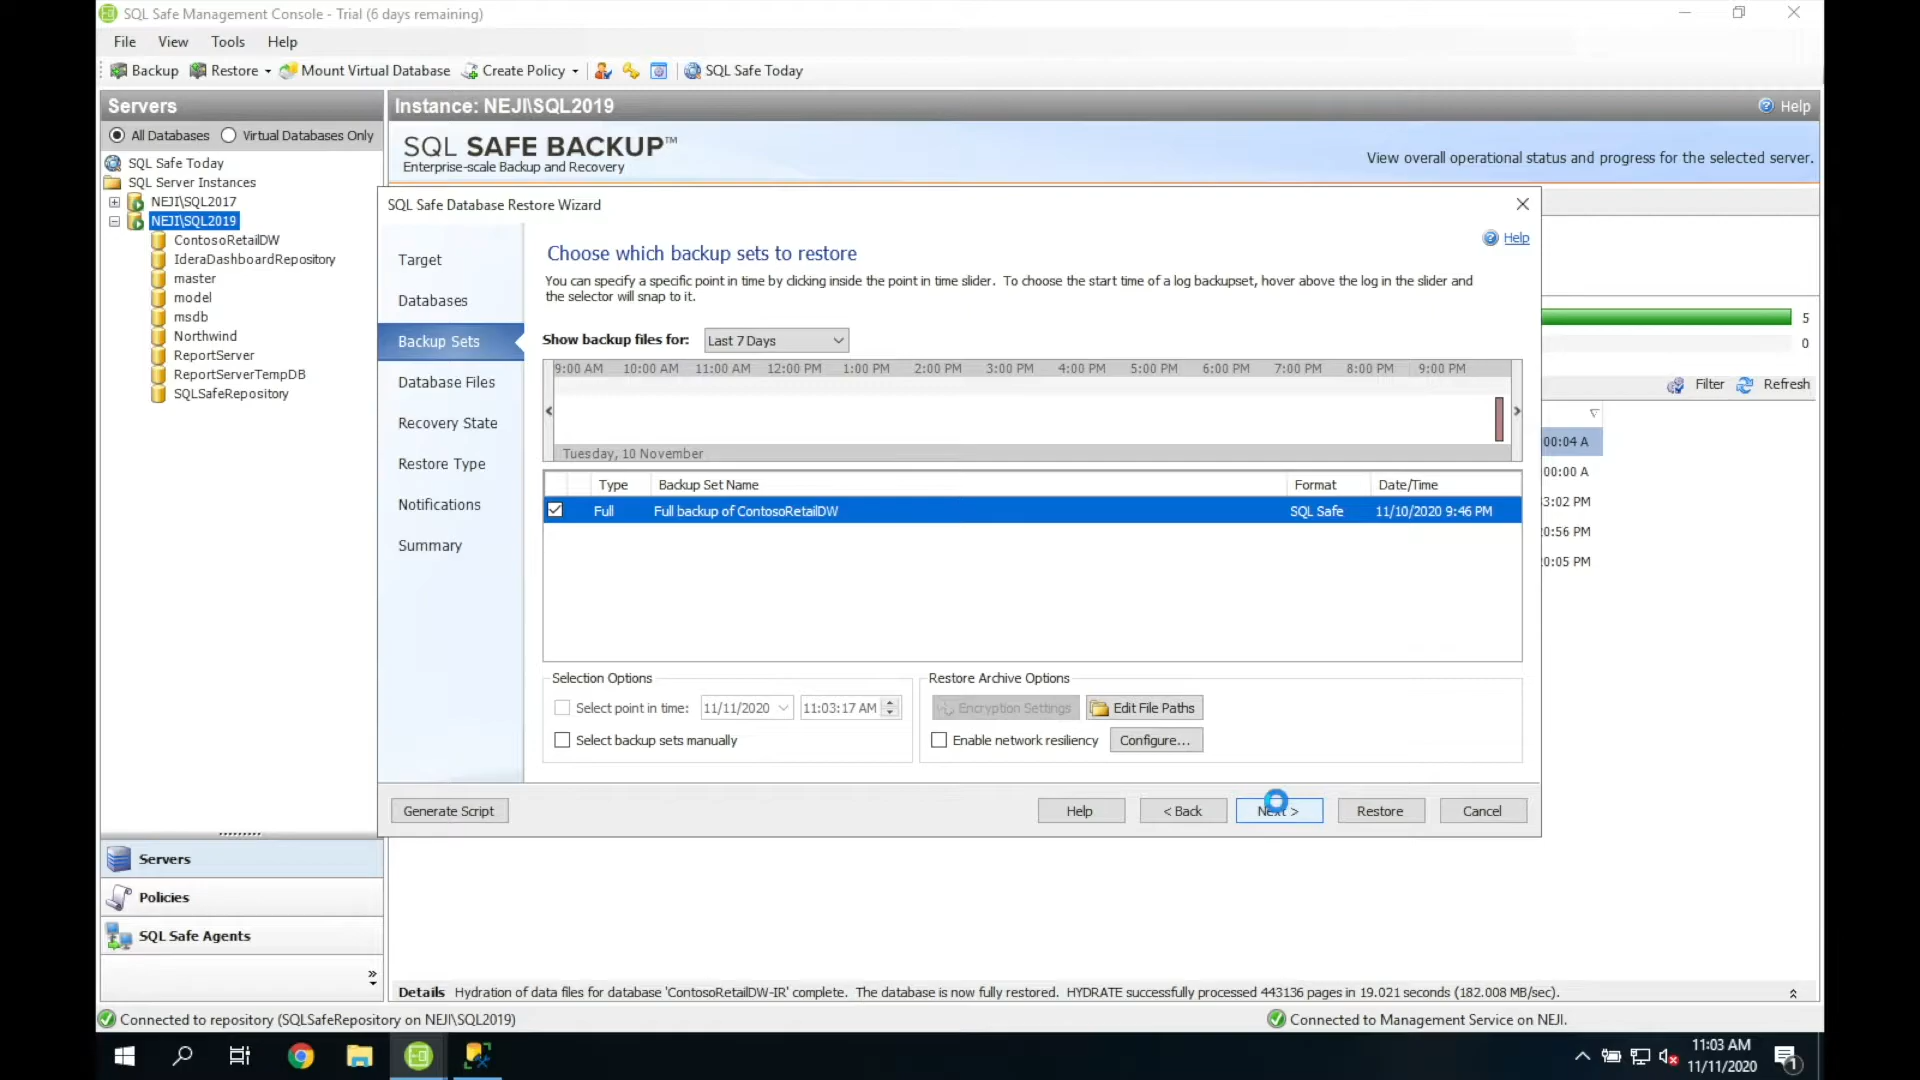 SQL Safe Management Console - Trial (6 days remaining)
File View Tools Help
Backup Restore Mount Virtual Database Create Policy SQL Safe Today
Servers
All Databases Virtual Databases Only
SQL Safe Today
SQL Server Instances
NEJI\SQL2017
NEJI\SQL2019
ContosoRetailDW
IderaDashboardRepository
master
model
msdb
Northwind
ReportServer
ReportServerTempDB
SQLSafeRepository
Servers
Policies
SQL Safe Agents
Instance: NEJI\SQL2019
Help
SQL SAFE BACKUP™
Enterprise-scale Backup and Recovery
View overall operational status and progress for the selected server.
5
0
Filter Refresh
00:04 A
00:00 A
3:02 PM
0:56 PM
0:05 PM
SQL Safe Database Restore Wizard
Help
Target
Databases
Backup Sets
Database Files
Recovery State
Restore Type
Notifications
Summary
Choose which backup sets to restore
You can specify a specific point in time by clicking inside the point in time slider. To choose the start time of a log backupset, hover above the log in the slider and
the selector will snap to it.
Show backup files for: Last 7 Days
9:00 AM 10:00 AM 11:00 AM 12:00 PM 1:00 PM 2:00 PM 3:00 PM 4:00 PM 5:00 PM 6:00 PM 7:00 PM 8:00 PM 9:00 PM
Tuesday, 10 November
Type Backup Set Name Format Date/Time
Full Full backup of ContosoRetailDW SQL Safe 11/10/2020 9:46 PM
Selection Options
Select point in time: 11/11/2020 11:03:17 AM
Select backup sets manually
Restore Archive Options
Encryption Settings Edit File Paths
Enable network resiliency Configure...
Generate Script Help < Back Next > Restore Cancel
Details Hydration of data files for database 'ContosoRetailDW-IR' complete. The database is now fully restored. HYDRATE successfully processed 443136 pages in 19.021 seconds (182.008 MB/sec).
Connected to repository (SQLSafeRepository on NEJI\SQL2019)
Connected to Management Service on NEJI.
11:03 AM
11/11/2020
1